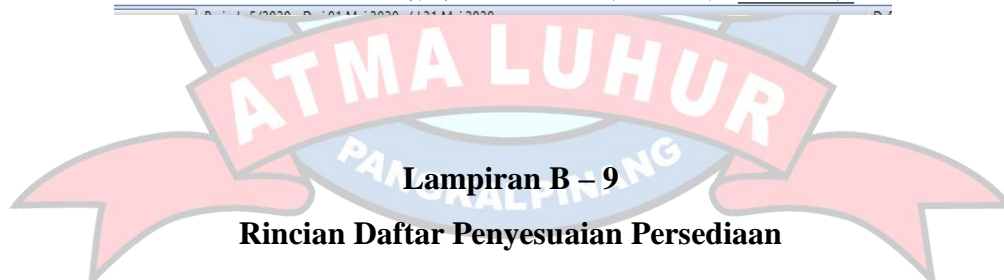 ATMA LUHUR
PANGKALPINANG
Lampiran B – 9
Rincian Daftar Penyesuaian Persediaan